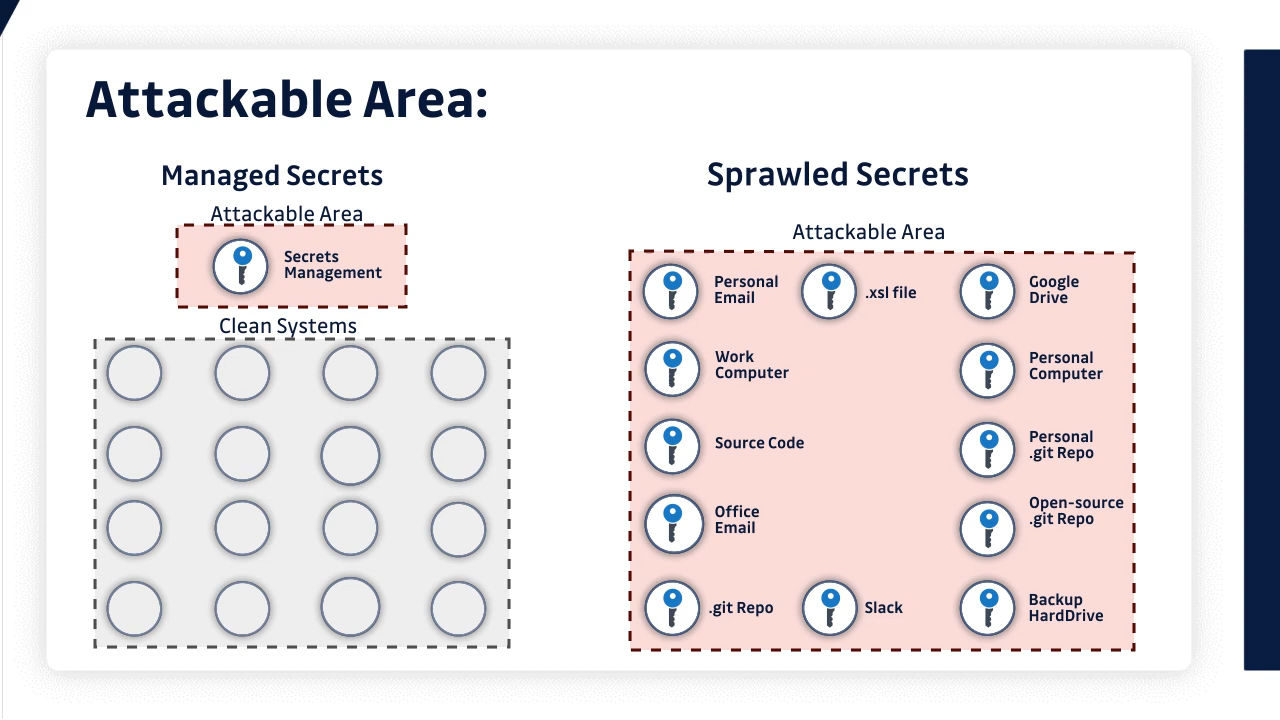 Attackable Area:
Managed Secrets
Attackable Area
Secrets
Management
Clean Systems
Sprawled Secrets
Attackable Area
Personal
Email
.xsl file
Google
Drive
Work
Computer
Personal
Computer
Source Code
Personal
.git Repo
Office
Email
Open-source
.git Repo
.git Repo
Slack
Backup
HardDrive